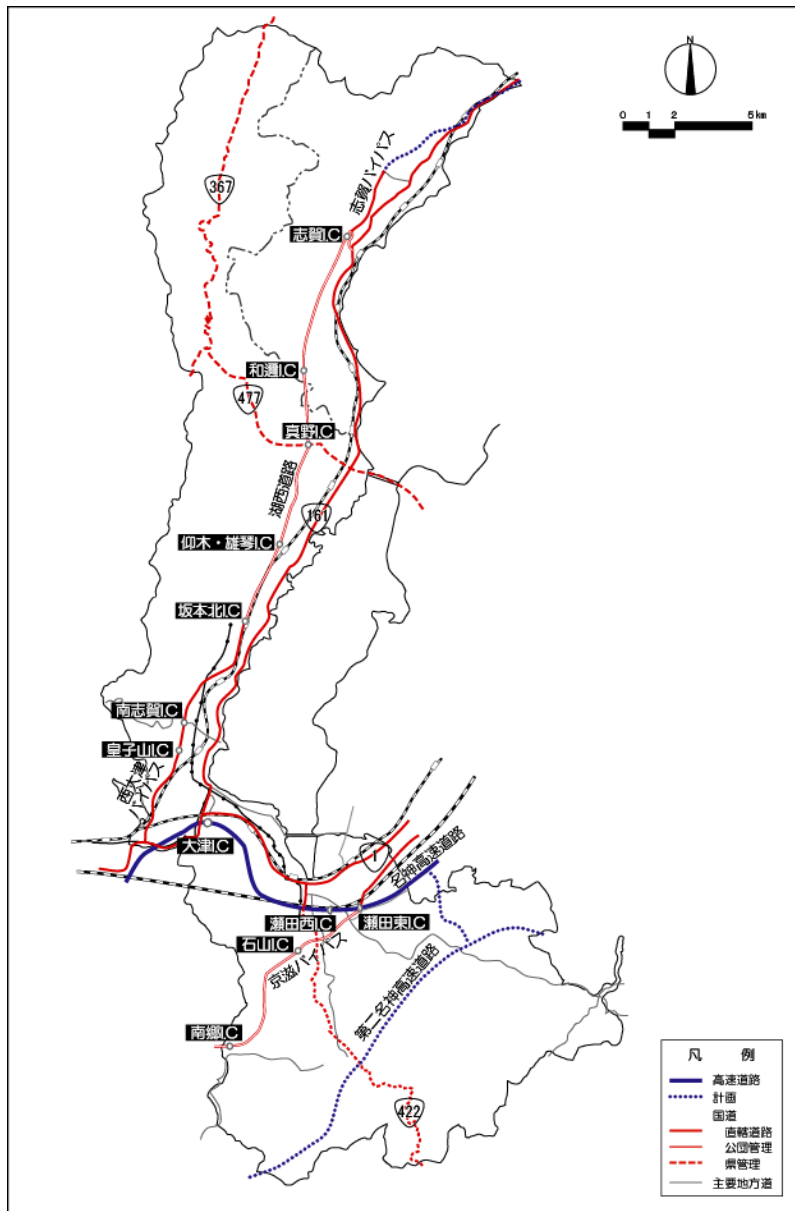 N
0 1 2 5km
367
志賀バイパス
志賀I.C
和邇I.C
477
真野I.C
湖西道路
161
仰木・雄琴I.C
坂本北I.C
南志賀I.C
皇子山I.C
西大津
バイパス
大津I.C
1
名神高速道路
瀬田西I.C
瀬田東I.C
石山I.C
京滋バイパス
第二名神高速道路
南郷I.C
422
凡 例
高速道路
計画
国道
直轄道路
公団管理
県管理
主要地方道